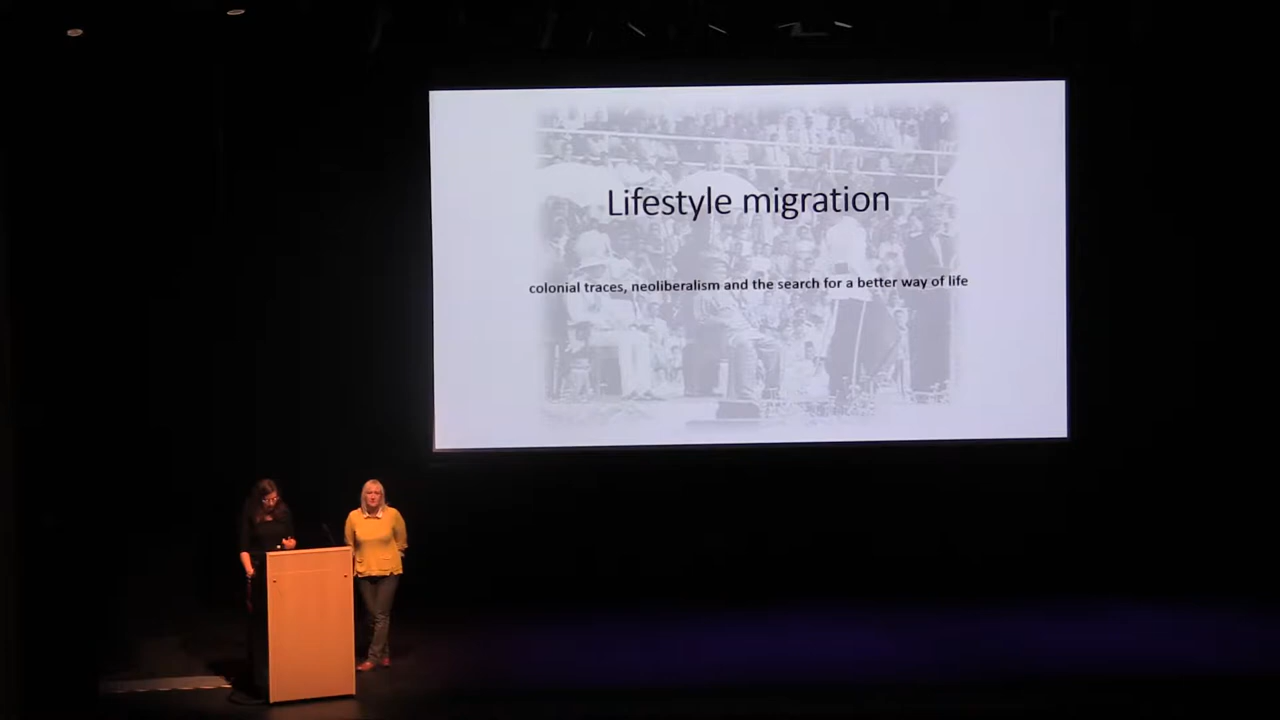 Lifestyle migration
colonial traces, neoliberalism and the search for a better way of life